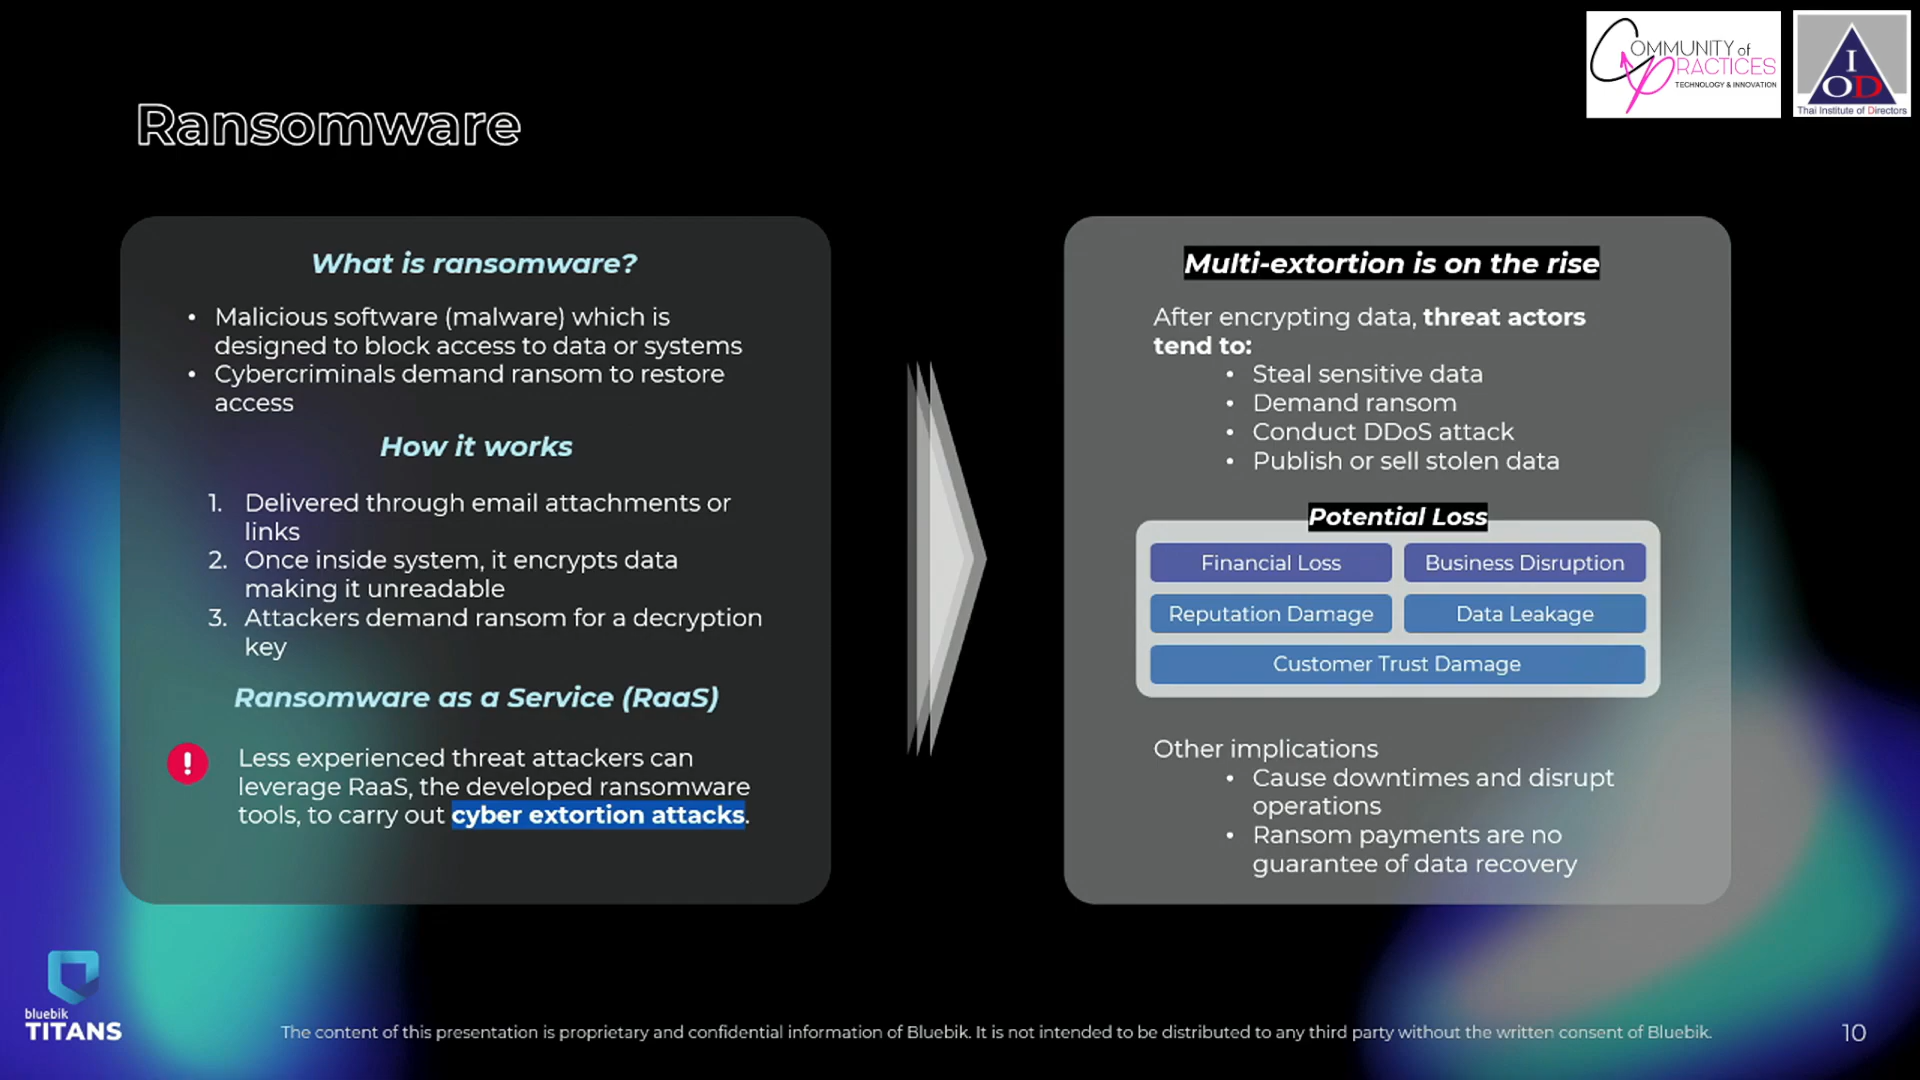 COMMUNITY of
PRACTICES
TECHNOLOGY & INNOVATION
IOD
Thai Institute of Directors
Ransomware
What is ransomware?
• Malicious software (malware) which is
designed to block access to data or systems
• Cybercriminals demand ransom to restore
access
How it works
1. Delivered through email attachments or
links
2. Once inside system, it encrypts data
making it unreadable
3. Attackers demand ransom for a decryption
key
Ransomware as a Service (RaaS)
!
Less experienced threat attackers can
leverage RaaS, the developed ransomware
tools, to carry out cyber extortion attacks.
Multi-extortion is on the rise
After encrypting data, threat actors
tend to:
• Steal sensitive data
• Demand ransom
• Conduct DDoS attack
• Publish or sell stolen data
Potential Loss
Financial Loss
Business Disruption
Reputation Damage
Data Leakage
Customer Trust Damage
Other implications
• Cause downtimes and disrupt
operations
• Ransom payments are no
guarantee of data recovery
bluebik
TITANS
The content of this presentation is proprietary and confidential information of Bluebik. It is not intended to be distributed to any third party without the written consent of Bluebik.
10